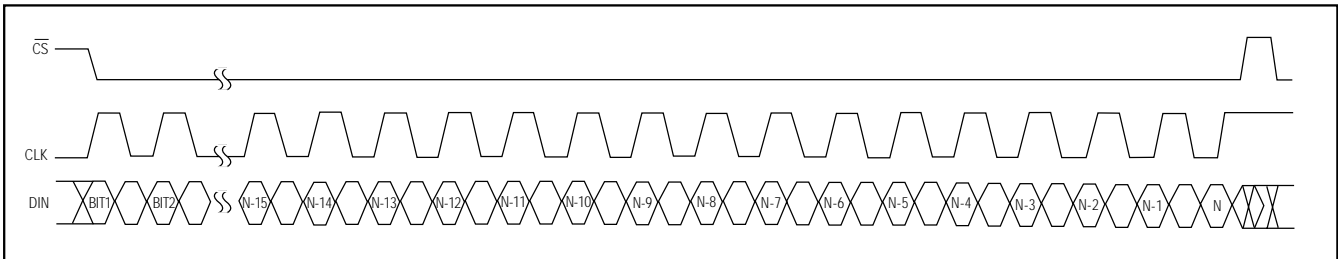 C̅S̅
CLK
DIN BIT1 BIT2 N-15 N-14 N-13 N-12 N-11 N-10 N-9 N-8 N-7 N-6 N-5 N-4 N-3 N-2 N-1 N